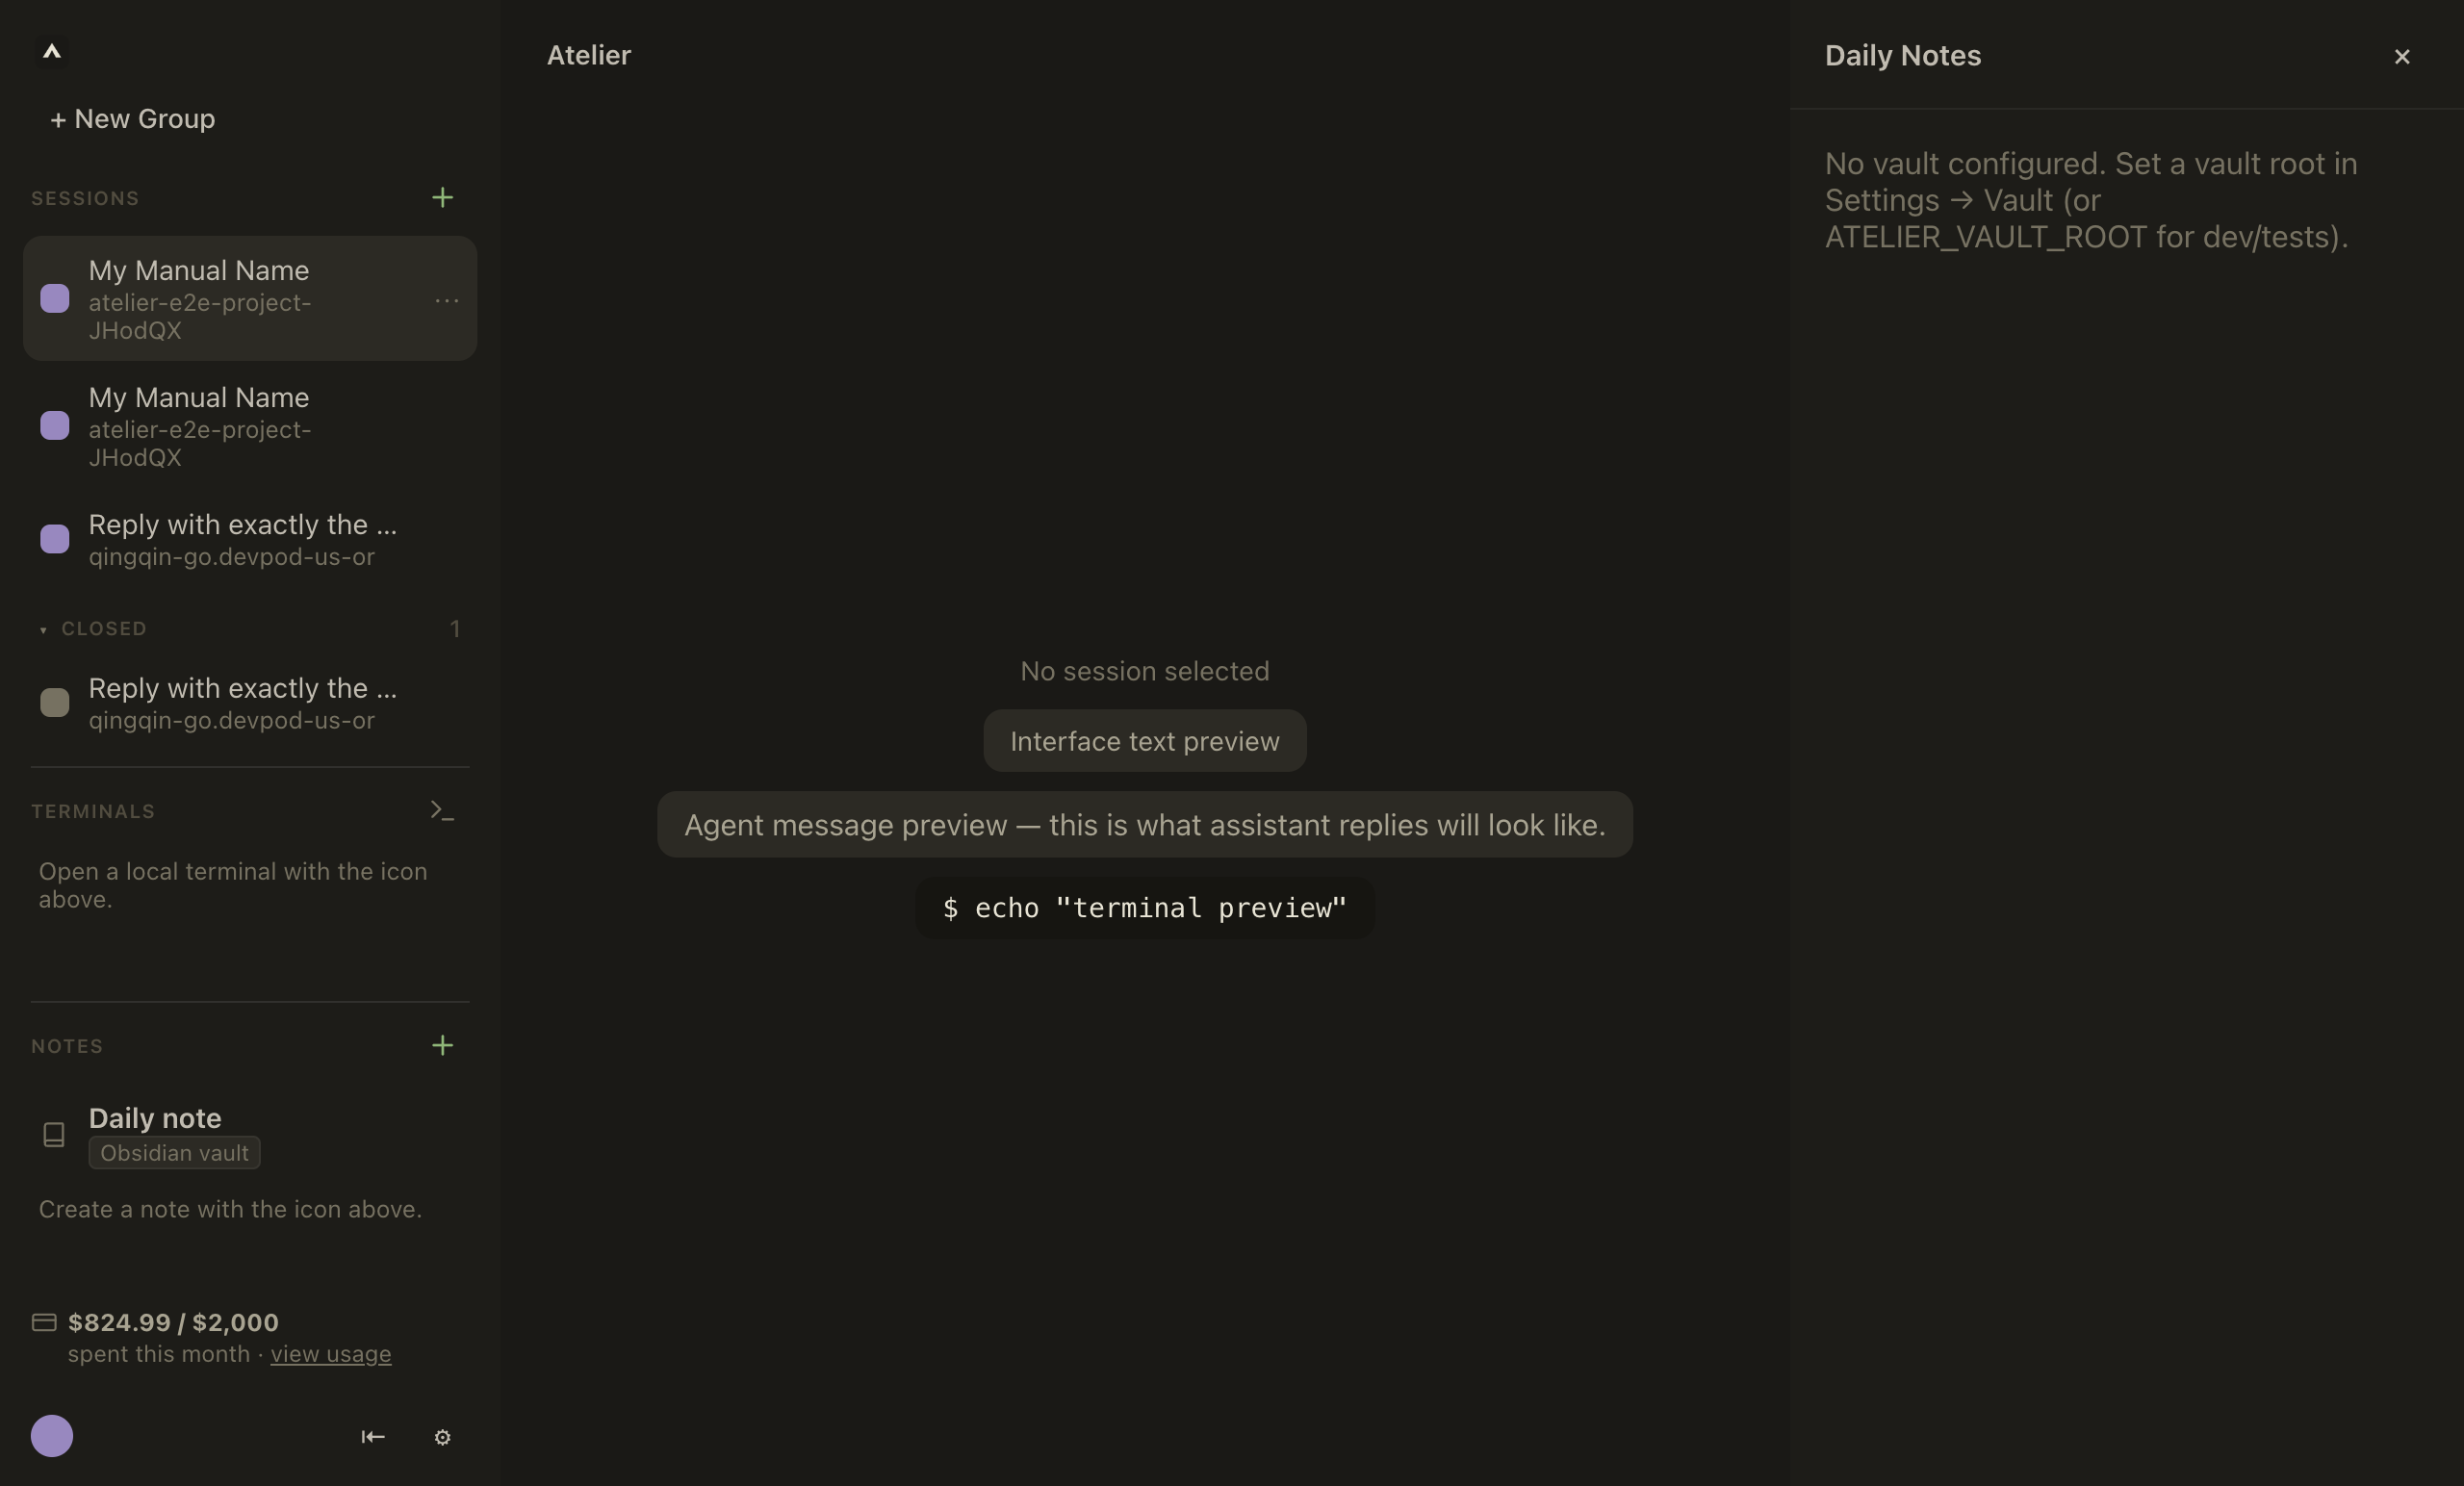 + New Group
SESSIONS
My Manual Name
atelier-e2e-project-
JHodQX
My Manual Name
atelier-e2e-project-
JHodQX
Reply with exactly the ...
qingqin-go.devpod-us-or
CLOSED 1
Reply with exactly the ...
qingqin-go.devpod-us-or
TERMINALS
Open a local terminal with the icon
above.
NOTES
Daily note
Obsidian vault
Create a note with the icon above.
$824.99 / $2,000
spent this month · view usage
Atelier
No session selected
Interface text preview
Agent message preview — this is what assistant replies will look like.
$ echo "terminal preview"
Daily Notes
No vault configured. Set a vault root in
Settings → Vault (or
ATELIER_VAULT_ROOT for dev/tests).